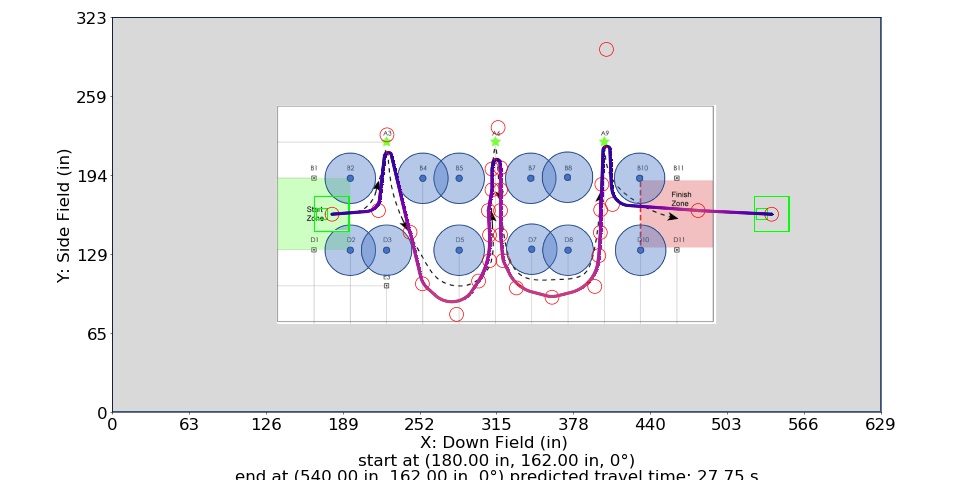 323
259
194
129
65
0
Y: Side Field (in)
A3
A6
A9
B1
B2
B4
B5
B7
B8
B10
B11
Start
Zone
Finish
Zone
D1
D2
D3
D5
D7
D8
D10
D11
E3
0 63 126 189 252 315 378 440 503 566 629
X: Down Field (in)
start at (180.00 in, 162.00 in, 0°)
end at (540.00 in, 162.00 in, 0°) predicted travel time: 27.75 s